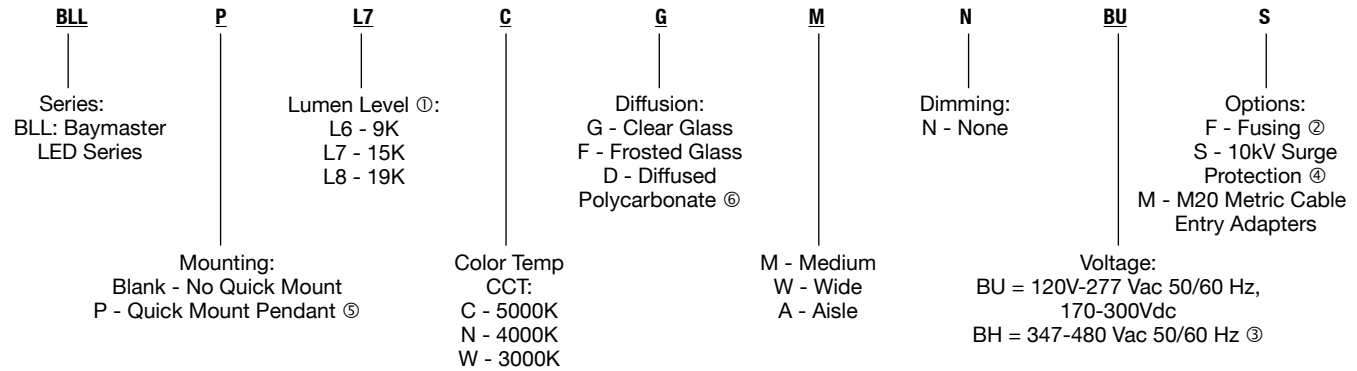 BLL P L7 C G M N BU S
Series:
BLL: Baymaster
LED Series
Lumen Level ①:
L6 - 9K
L7 - 15K
L8 - 19K
Diffusion:
G - Clear Glass
F - Frosted Glass
D - Diffused
Polycarbonate ⑥
Dimming:
N - None
Options:
F - Fusing ②
S - 10kV Surge
Protection ④
M - M20 Metric Cable
Entry Adapters
Mounting:
Blank - No Quick Mount
P - Quick Mount Pendant ⑤
Color Temp
CCT:
C - 5000K
N - 4000K
W - 3000K
M - Medium
W - Wide
A - Aisle
Voltage:
BU = 120V-277 Vac 50/60 Hz,
170-300Vdc
BH = 347-480 Vac 50/60 Hz ③